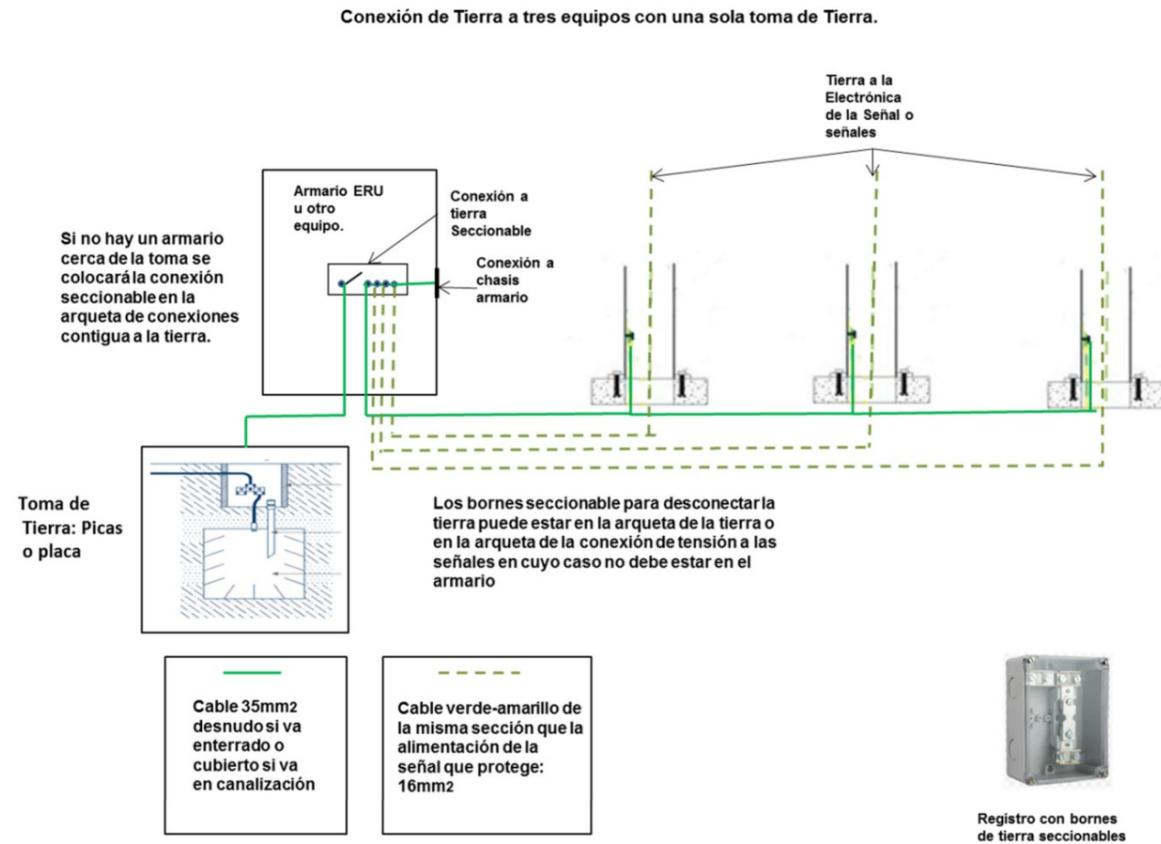 Conexión de Tierra a tres equipos con una sola toma de Tierra.
Tierra a la
Electrónica
de la Señal o
señales
Armario ERU
u otro
equipo.
Conexión a
tierra
Seccionable
Conexión a
chasis
armario
Si no hay un armario
cerca de la toma se
colocará la conexión
seccionable en la
arqueta de conexiones
contigua a la tierra.
Toma de
Tierra: Picas
o placa
Los bornes seccionable para desconectar la
tierra puede estar en la arqueta de la tierra o
en la arqueta de la conexión de tensión a las
señales en cuyo caso no debe estar en el
armario
Cable 35mm2
desnudo si va
enterrado o
cubierto si va
en canalización
Cable verde-amarillo de
la misma sección que la
alimentación de la
señal que protege:
16mm2
Registro con bornes
de tierra seccionables